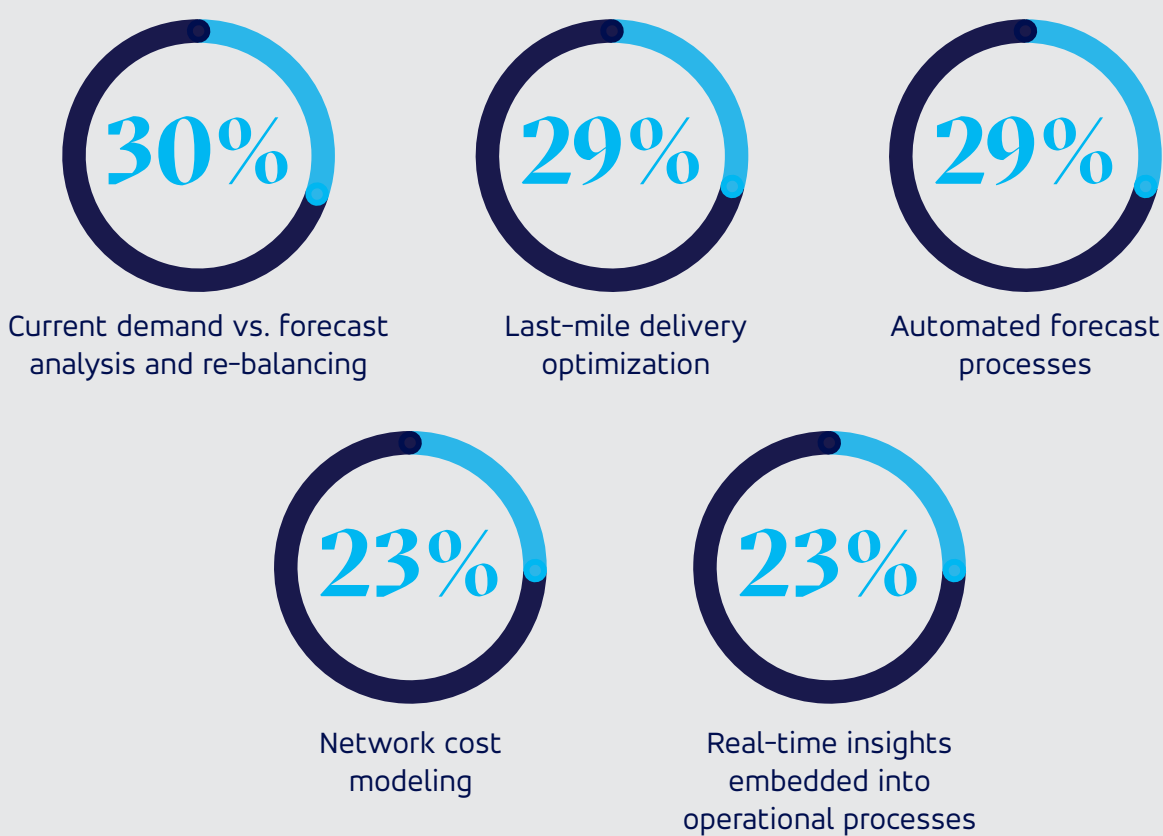 30%
29%
29%
Current demand vs. forecast
analysis and re-balancing
Last-mile delivery
optimization
Automated forecast
processes
23%
23%
Network cost
modeling
Real-time insights
embedded into
operational processes